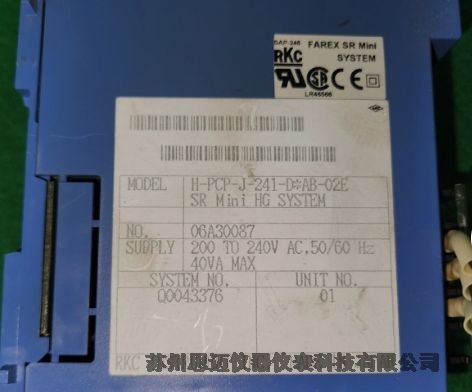 GAP-246 FAREX SR Mini
RKC SYSTEM
LR46566
MODEL H-PCP-J-241-D*AB-02E
SR Mini HG SYSTEM
NO. 06A30087
SUPPLY 200 TO 240V AC,50/60 Hz
40VA MAX
SYSTEM NO. UNIT NO.
Q0043376 01
RKC
苏州思迈仪器仪表科技有限公司